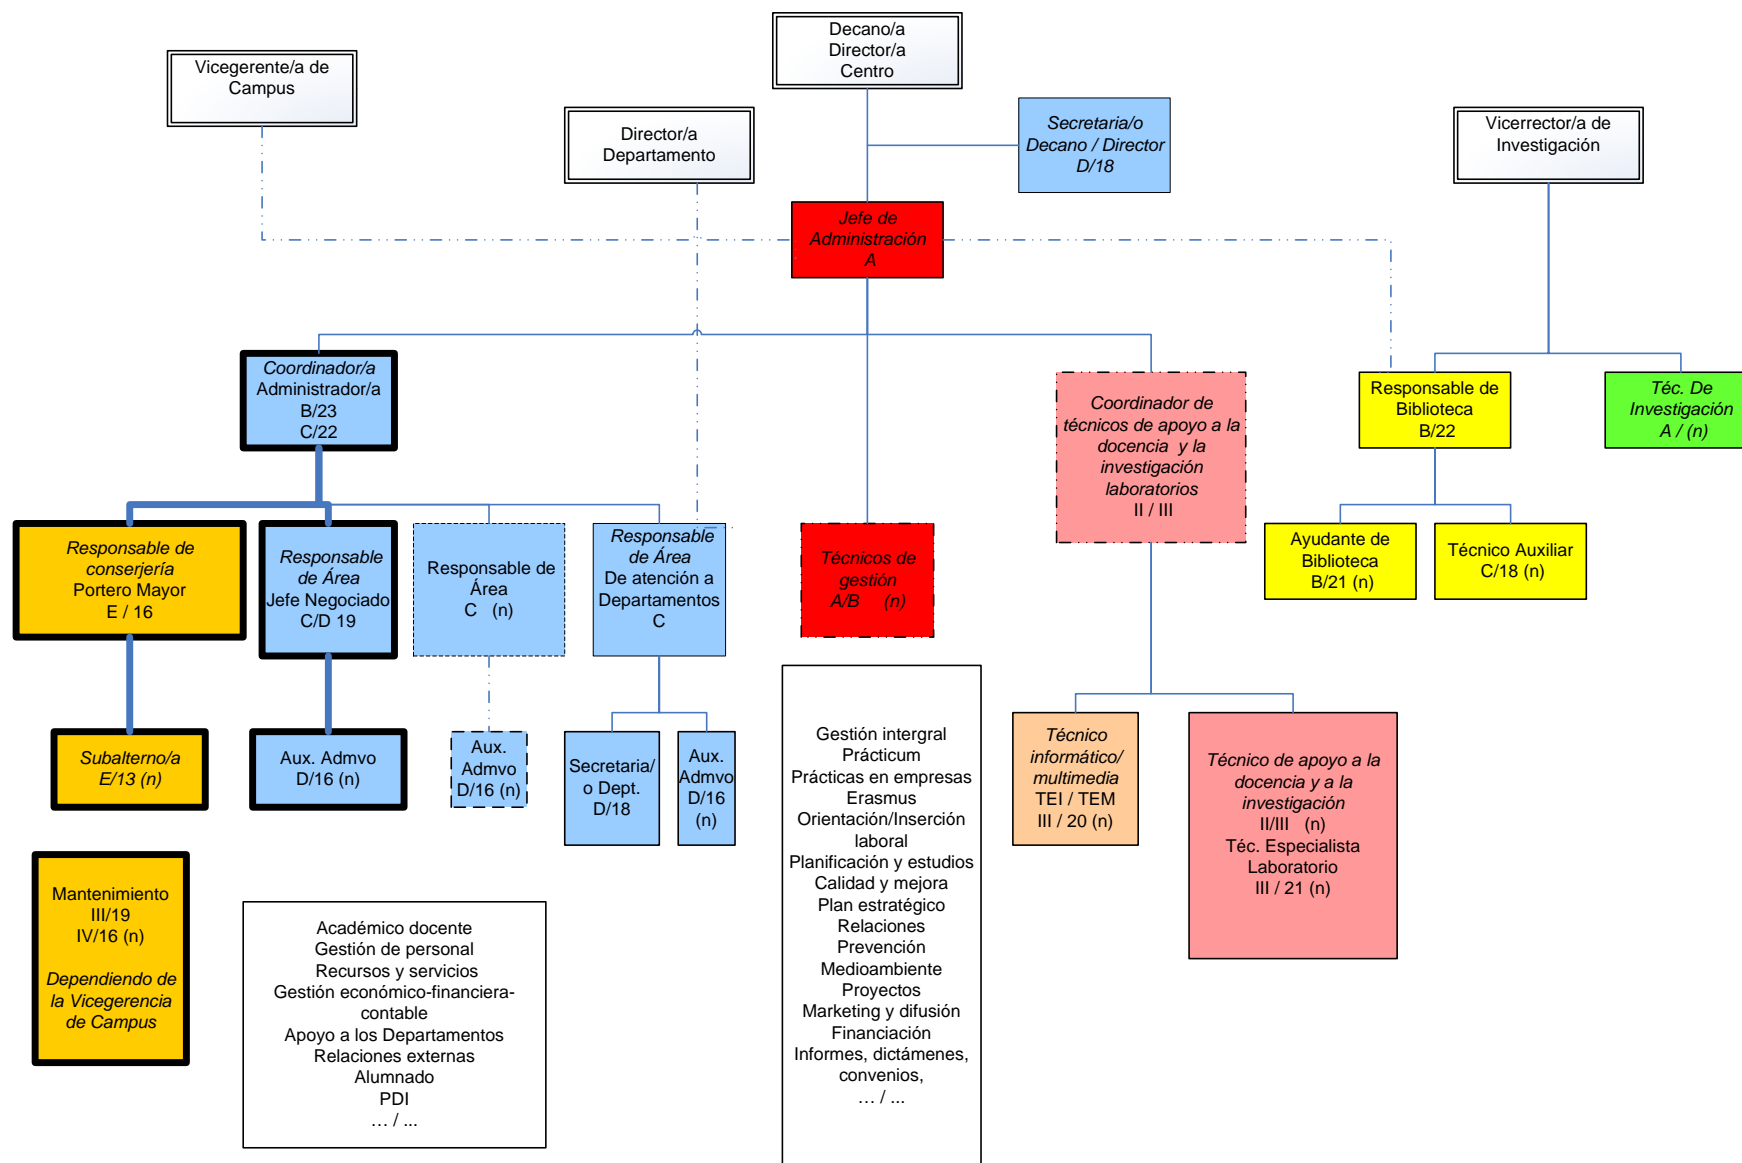 Decano/a
Director/a
Centro
Vicegerente/a de
Campus
Director/a
Departamento
Secretaria/o
Decano / Director
D/18
Vicerrector/a de
Investigación
Jefe de
Administración
A
Coordinador/a
Administrador/a
B/23
C/22
Coordinador de
técnicos de apoyo a la
docencia y la
investigación
laboratorios
II / III
Responsable de
Biblioteca
B/22
Téc. De
Investigación
A / (n)
Responsable de
conserjería
Portero Mayor
E / 16
Responsable
de Área
Jefe Negociado
C/D 19
Responsable de
Área
C (n)
Responsable
de Área
De atención a
Departamentos
C
Técnicos de
gestión
A/B (n)
Ayudante de
Biblioteca
B/21 (n)
Técnico Auxiliar
C/18 (n)
Subalterno/a
E/13 (n)
Aux. Admvo
D/16 (n)
Aux.
Admvo
D/16 (n)
Secretaria/
o Dept.
D/18
Aux.
Admvo
D/16
(n)
Gestión intergral
Prácticum
Prácticas en empresas
Erasmus
Orientación/Inserción
laboral
Planificación y estudios
Calidad y mejora
Plan estratégico
Relaciones
Prevención
Medioambiente
Proyectos
Marketing y difusión
Financiación
Informes, dictámenes,
convenios,
… / ...
Técnico
informático/
multimedia
TEI / TEM
III / 20 (n)
Técnico de apoyo a la
docencia y a la
investigación
II/III (n)
Téc. Especialista
Laboratorio
III / 21 (n)
Mantenimiento
III/19
IV/16 (n)
Dependiendo de
la Vicegerencia
de Campus
Académico docente
Gestión de personal
Recursos y servicios
Gestión económico-financiera-
contable
Apoyo a los Departamentos
Relaciones externas
Alumnado
PDI
… / ...